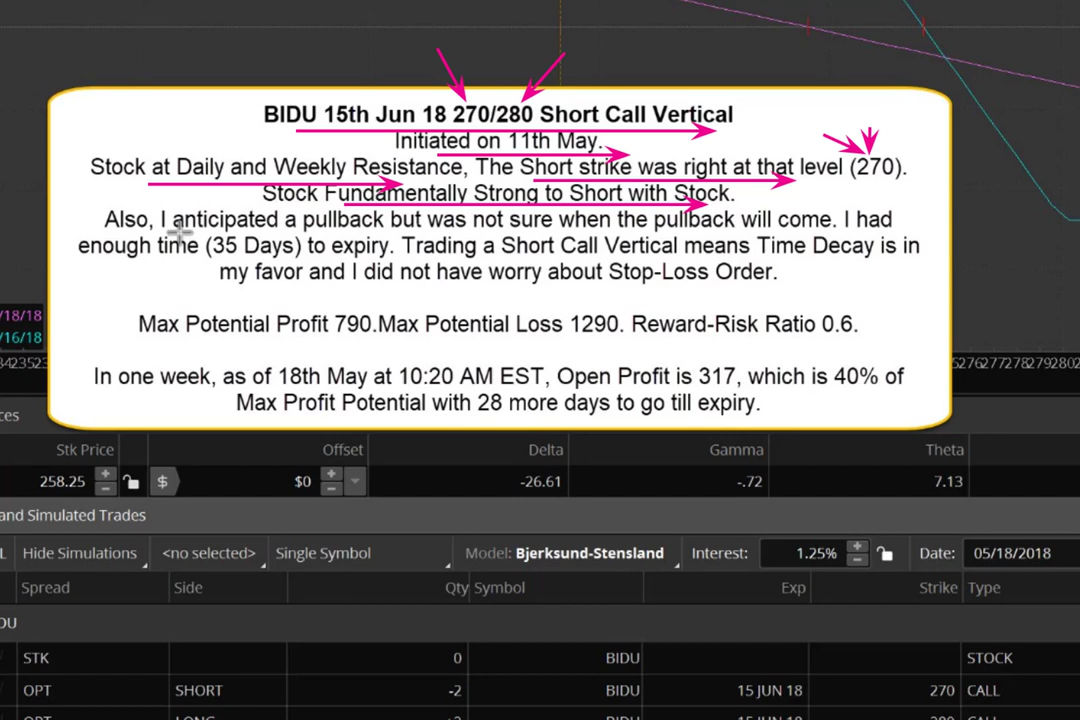 BIDU 15th Jun 18 270/280 Short Call Vertical
Initiated on 11th May.
Stock at Daily and Weekly Resistance, The Short strike was right at that level (270).
Stock Fundamentally Strong to Short with Stock.
Also, I anticipated a pullback but was not sure when the pullback will come. I had
enough time (35 Days) to expiry. Trading a Short Call Vertical means Time Decay is in
my favor and I did not have worry about Stop-Loss Order.
Max Potential Profit 790.Max Potential Loss 1290. Reward-Risk Ratio 0.6.
In one week, as of 18th May at 10:20 AM EST, Open Profit is 317, which is 40% of
Max Profit Potential with 28 more days to go till expiry.
/18/18
/16/18
276277278279280
ces
Stk Price Offset Delta Gamma Theta
258.25 $ $0 -26.61 -.72 7.13
and Simulated Trades
Hide Simulations <no selected> Single Symbol Model: Bjerksund-Stensland Interest: 1.25% Date: 05/18/2018
Spread Side Qty Symbol Exp Strike Type
DU
STK 0 BIDU STOCK
OPT SHORT -2 BIDU 15 JUN 18 270 CALL